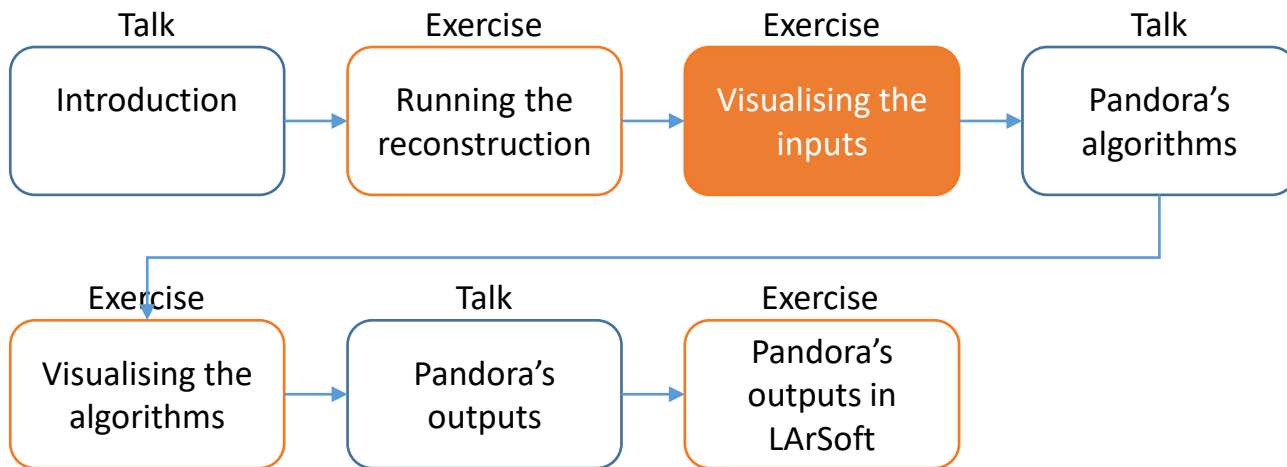 Talk
Exercise
Exercise
Talk
Introduction
Running the
reconstruction
Visualising the
inputs
Pandora’s
algorithms
Exercise
Talk
Exercise
Visualising the
algorithms
Pandora’s
outputs
Pandora’s
outputs in
LArSoft